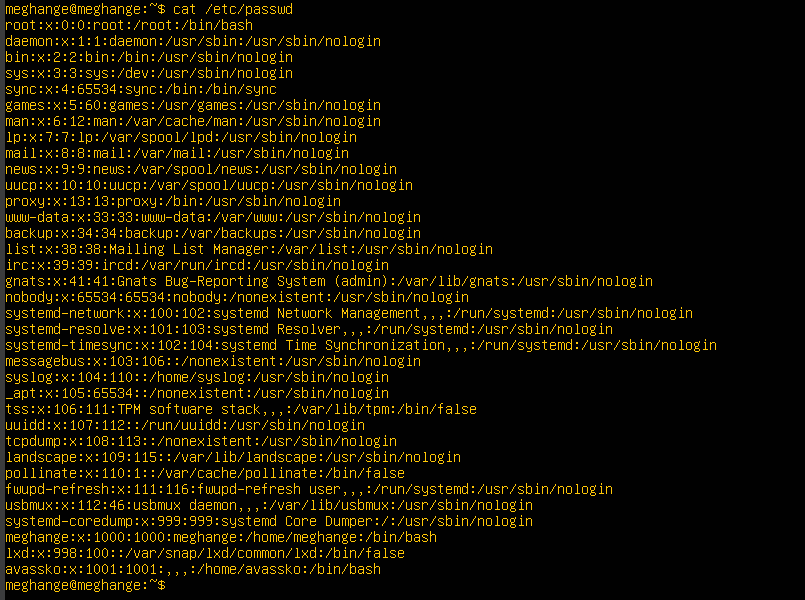 meghange@meghange:~$ cat /etc/passwd
root:x:0:0:root:/root:/bin/bash
daemon:x:1:1:daemon:/usr/sbin:/usr/sbin/nologin
bin:x:2:2:bin:/bin:/usr/sbin/nologin
sys:x:3:3:sys:/dev:/usr/sbin/nologin
sync:x:4:65534:sync:/bin:/bin/sync
games:x:5:60:games:/usr/games:/usr/sbin/nologin
man:x:6:12:man:/var/cache/man:/usr/sbin/nologin
lp:x:7:7:lp:/var/spool/lpd:/usr/sbin/nologin
mail:x:8:8:mail:/var/mail:/usr/sbin/nologin
news:x:9:9:news:/var/spool/news:/usr/sbin/nologin
uucp:x:10:10:uucp:/var/spool/uucp:/usr/sbin/nologin
proxy:x:13:13:proxy:/bin:/usr/sbin/nologin
www-data:x:33:33:www-data:/var/www:/usr/sbin/nologin
backup:x:34:34:backup:/var/backups:/usr/sbin/nologin
list:x:38:38:Mailing List Manager:/var/list:/usr/sbin/nologin
irc:x:39:39:ircd:/var/run/ircd:/usr/sbin/nologin
gnats:x:41:41:Gnats Bug-Reporting System (admin):/var/lib/gnats:/usr/sbin/nologin
nobody:x:65534:65534:nobody:/nonexistent:/usr/sbin/nologin
systemd-network:x:100:102:systemd Network Management,,,:/run/systemd:/usr/sbin/nologin
systemd-resolve:x:101:103:systemd Resolver,,,:/run/systemd:/usr/sbin/nologin
systemd-timesync:x:102:104:systemd Time Synchronization,,,:/run/systemd:/usr/sbin/nologin
messagebus:x:103:106::/nonexistent:/usr/sbin/nologin
syslog:x:104:110::/home/syslog:/usr/sbin/nologin
_apt:x:105:65534::/nonexistent:/usr/sbin/nologin
tss:x:106:111:TPM software stack,,,:/var/lib/tpm:/bin/false
uuidd:x:107:112::/run/uuidd:/usr/sbin/nologin
tcpdump:x:108:113::/nonexistent:/usr/sbin/nologin
landscape:x:109:115::/var/lib/landscape:/usr/sbin/nologin
pollinate:x:110:1::/var/cache/pollinate:/bin/false
fwupd-refresh:x:111:116:fwupd-refresh user,,,:/run/systemd:/usr/sbin/nologin
usbmux:x:112:46:usbmux daemon,,,:/var/lib/usbmux:/usr/sbin/nologin
systemd-coredump:x:999:999:systemd Core Dumper:/:/usr/sbin/nologin
meghange:x:1000:1000:meghange:/home/meghange:/bin/bash
lxd:x:998:100::/var/snap/lxd/common/lxd:/bin/false
avassko:x:1001:1001:,,,:/home/avassko:/bin/bash
meghange@meghange:~$